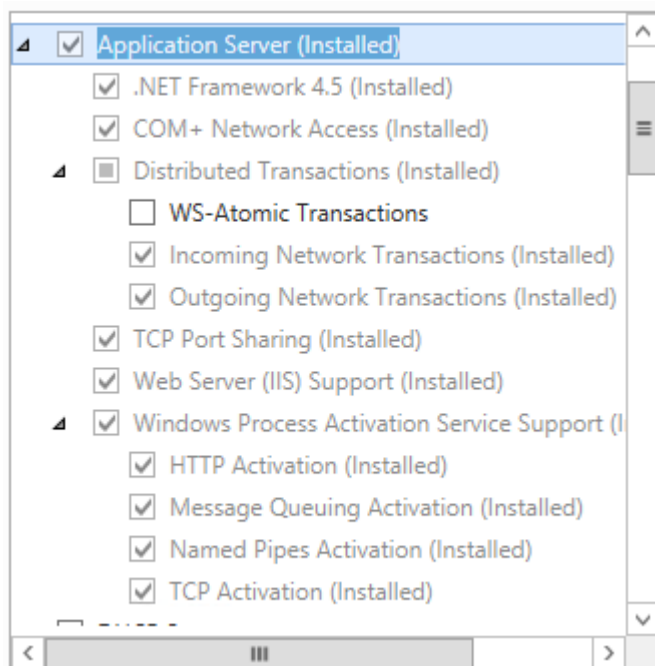 Application Server (Installed)
.NET Framework 4.5 (Installed)
COM+ Network Access (Installed)
Distributed Transactions (Installed)
WS-Atomic Transactions
Incoming Network Transactions (Installed)
Outgoing Network Transactions (Installed)
TCP Port Sharing (Installed)
Web Server (IIS) Support (Installed)
Windows Process Activation Service Support (I
HTTP Activation (Installed)
Message Queuing Activation (Installed)
Named Pipes Activation (Installed)
TCP Activation (Installed)